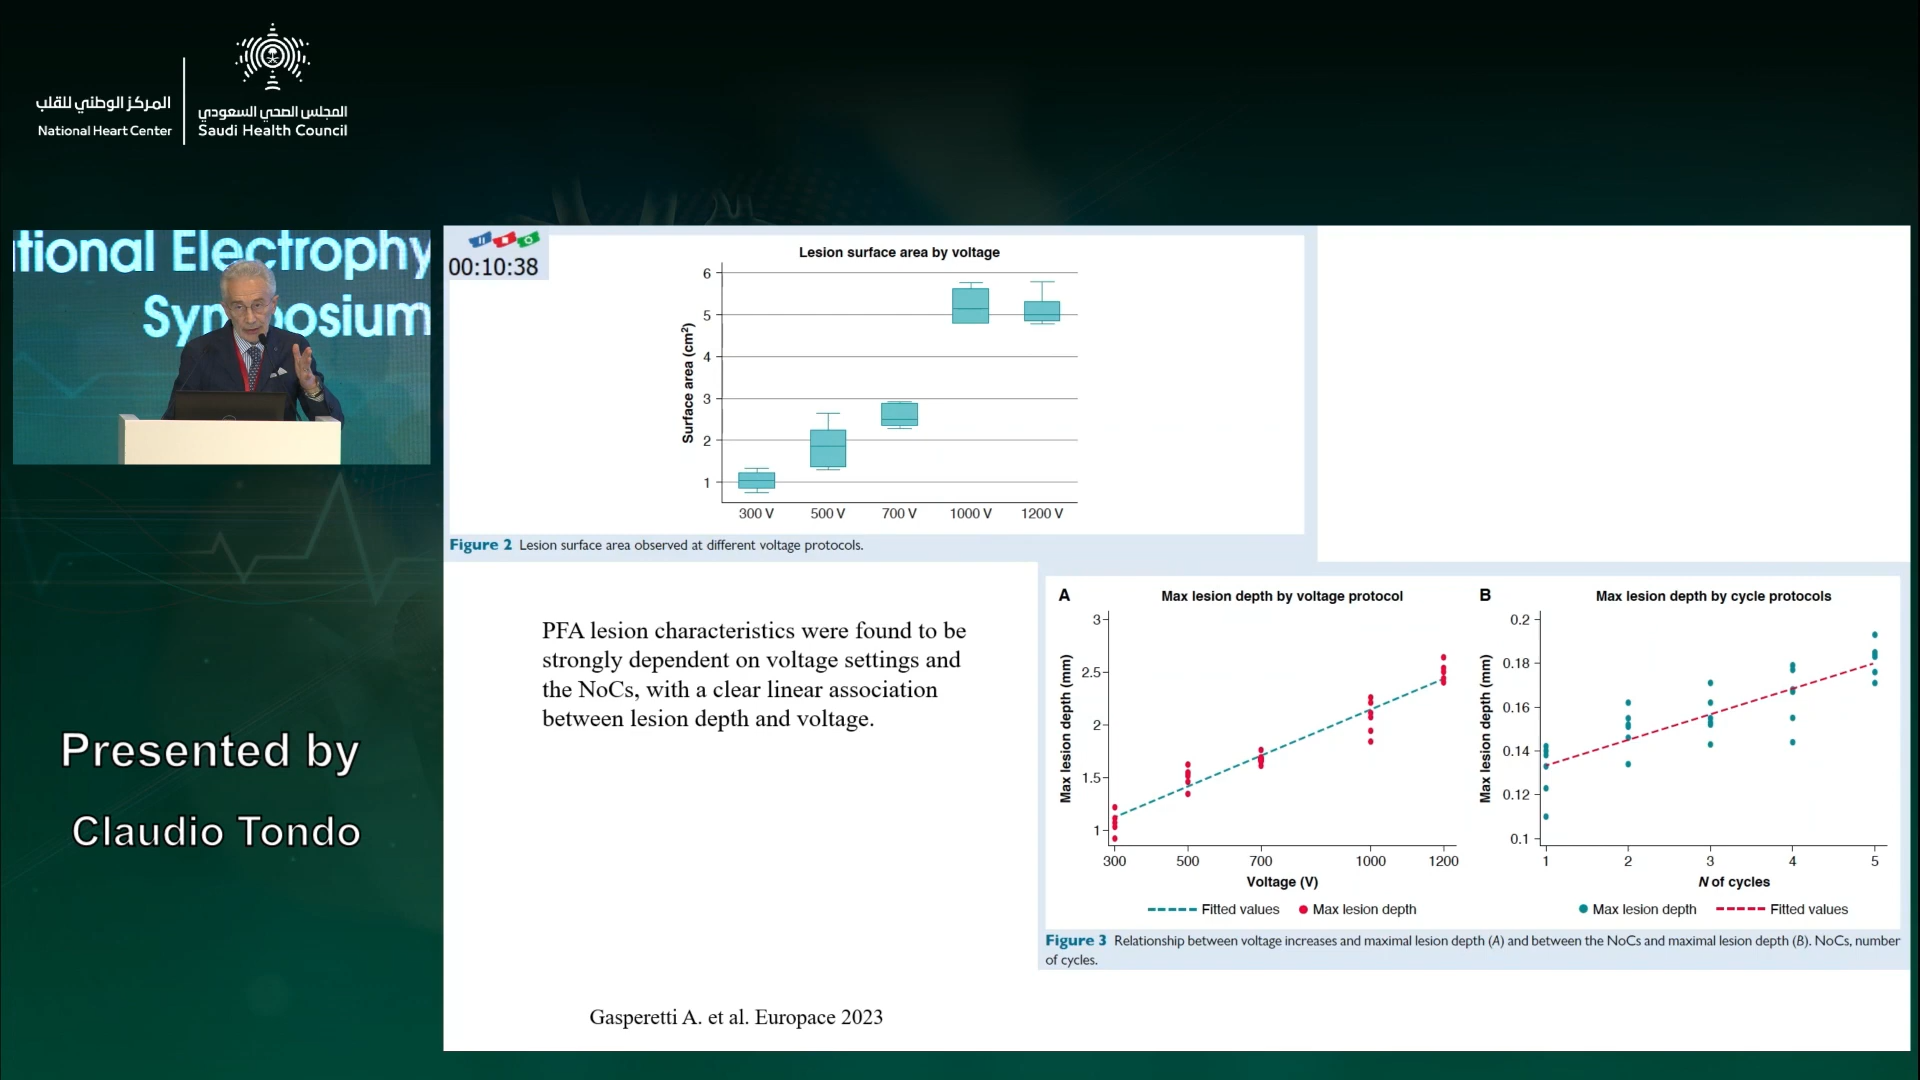 المركز الوطني للقلب
National Heart Center
المجلس الصحي السعودي
Saudi Health Council
tional Electrophy
Symposium
00:10:38
Lesion surface area by voltage
Surface area (cm²)
6
5
4
3
2
1
300 V 500 V 700 V 1000 V 1200 V
Figure 2 Lesion surface area observed at different voltage protocols.
PFA lesion characteristics were found to be
strongly dependent on voltage settings and
the NoCs, with a clear linear association
between lesion depth and voltage.
A Max lesion depth by voltage protocol
Max lesion depth (mm)
3
2.5
2
1.5
1
300 500 700 1000 1200
Voltage (V)
Fitted values Max lesion depth
B Max lesion depth by cycle protocols
Max lesion depth (mm)
0.2
0.18
0.16
0.14
0.12
0.1
1 2 3 4 5
N of cycles
Max lesion depth Fitted values
Figure 3 Relationship between voltage increases and maximal lesion depth (A) and between the NoCs and maximal lesion depth (B). NoCs, number
of cycles.
Gasperetti A. et al. Europace 2023
Presented by
Claudio Tondo